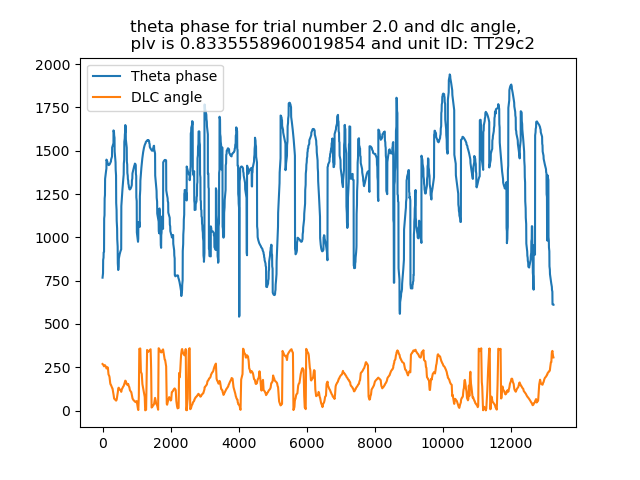 theta phase for trial number 2.0 and dlc angle,
plv is 0.8335558960019854 and unit ID: TT29c2
Theta phase
DLC angle
2000
1750
1500
1250
1000
750
500
250
0
0 2000 4000 6000 8000 10000 12000